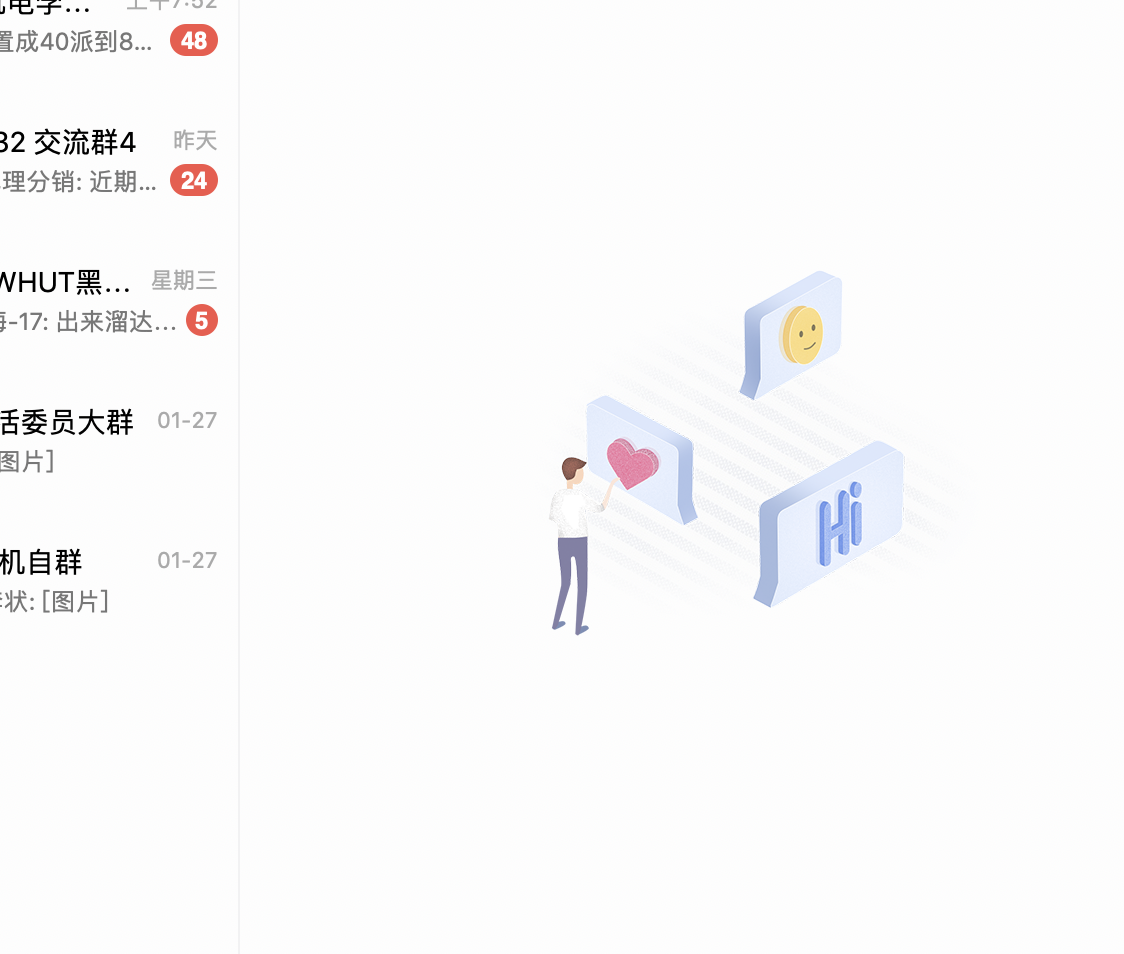 电学… 上午7:52
置成40派到8… 48
32 交流群4 昨天
理分销: 近期… 24
WHUT黑… 星期三
-17: 出来溜达… 5
活委员大群 01-27
图片]
机自群 01-27
状: [图片]
Hi